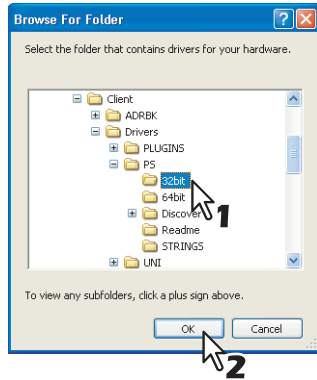 Browse For Folder
Select the folder that contains drivers for your hardware.
Client
ADRBK
Drivers
PLUGINS
PS
32bit
64bit
Discover
Readme
STRINGS
UNI
1
To view any subfolders, click a plus sign above.
OK Cancel
2